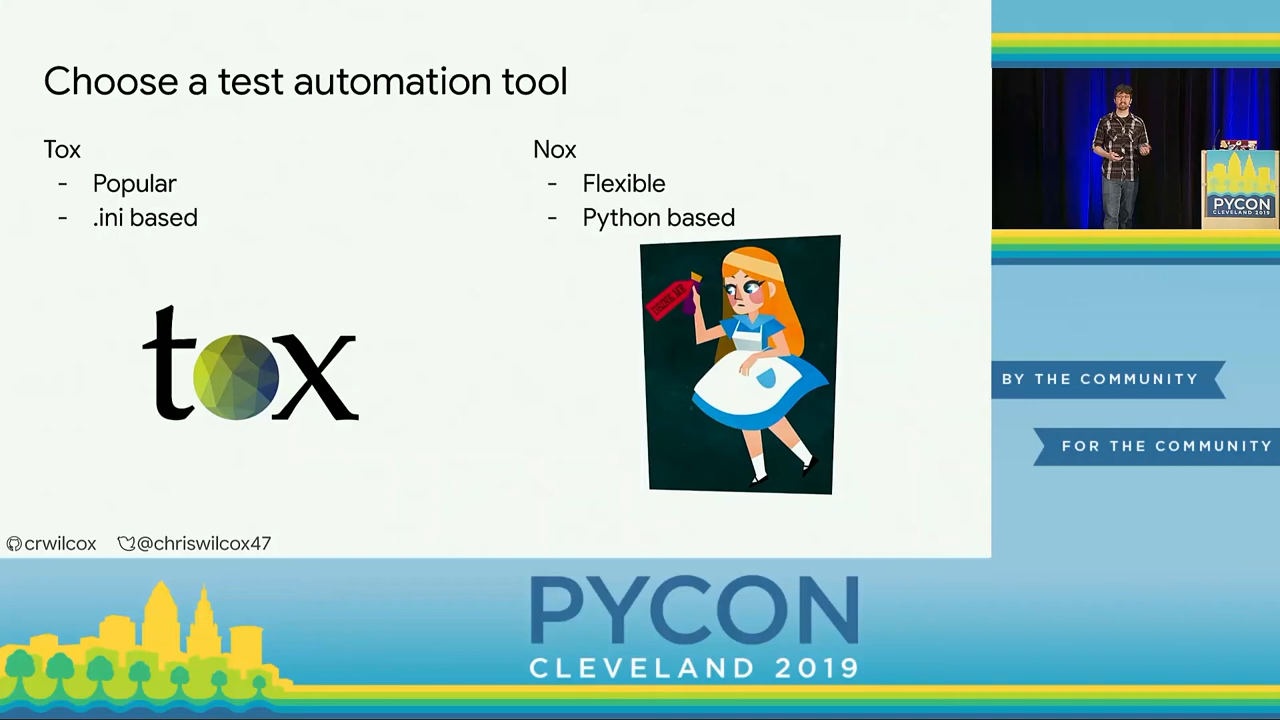 Choose a test automation tool
Tox
- Popular
- .ini based
Nox
- Flexible
- Python based
tox
crwilcox @chriswilcox47
PYCON
CLEVELAND 2019
BY THE COMMUNITY
FOR THE COMMUNITY
PYCON
CLEVELAND 2019